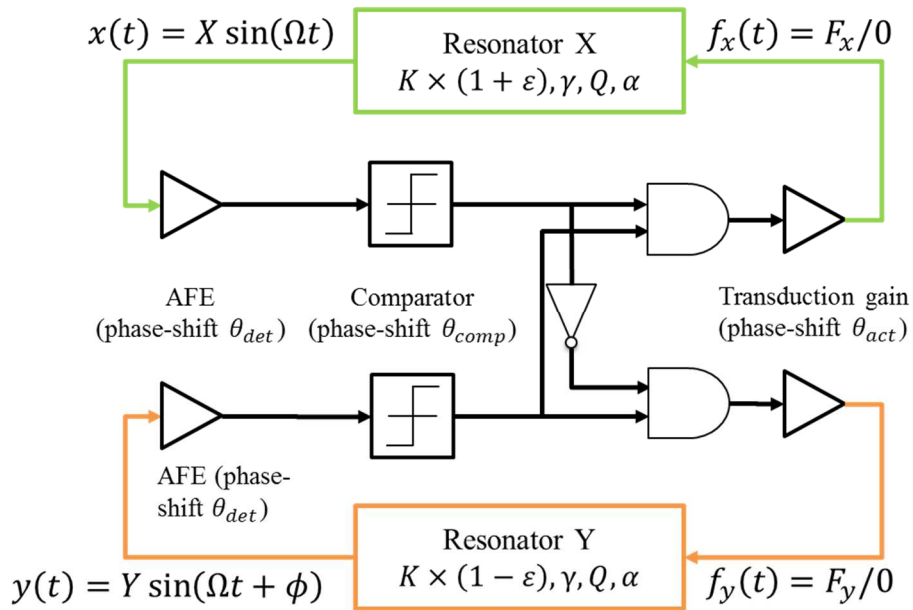 x(t) = X sin(Ωt)
Resonator X
K × (1 + ε), γ, Q, α
f_x(t) = F_x/0
AFE
(phase-shift θ_det)
Comparator
(phase-shift θ_comp)
Transduction gain
(phase-shift θ_act)
AFE (phase-
shift θ_det)
Resonator Y
K × (1 − ε), γ, Q, α
y(t) = Y sin(Ωt + ϕ)
f_y(t) = F_y/0